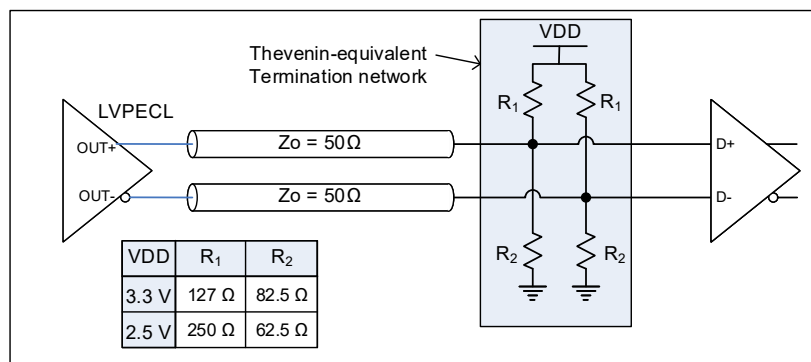 VDD
Thevenin-equivalent
Termination network
R1 R1
LVPECL
OUT+ Zo = 50Ω D+
OUT- Zo = 50Ω D-
R2 R2
VDD R1 R2
3.3 V 127 Ω 82.5 Ω
2.5 V 250 Ω 62.5 Ω